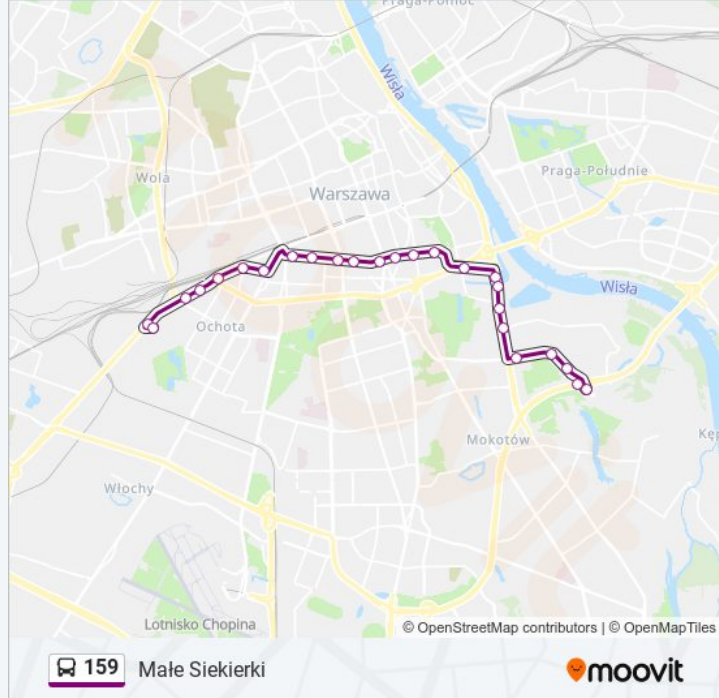 Praga-Północ
Wisła
Wola
Praga-Południe
Warszawa
Wisła
Ochota
Mokotów
Kęp
Włochy
Lotnisko Chopina
© OpenStreetMap contributors | © OpenMapTiles
159 Małe Siekierki
moovit